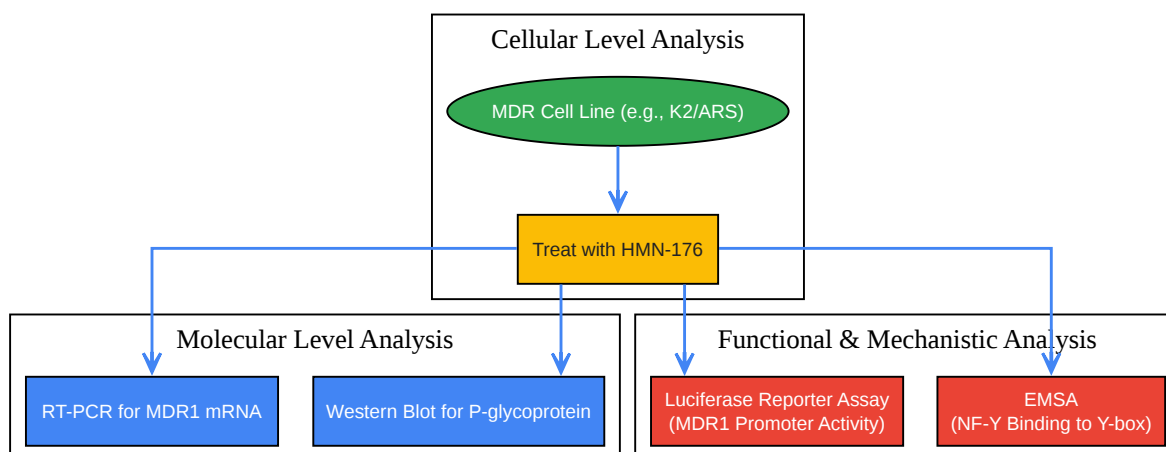 Cellular Level Analysis
MDR Cell Line (e.g., K2/ARS)
Treat with HMN-176
Molecular Level Analysis
RT-PCR for MDR1 mRNA
Western Blot for P-glycoprotein
Functional & Mechanistic Analysis
Luciferase Reporter Assay
(MDR1 Promoter Activity)
EMSA
(NF-Y Binding to Y-box)